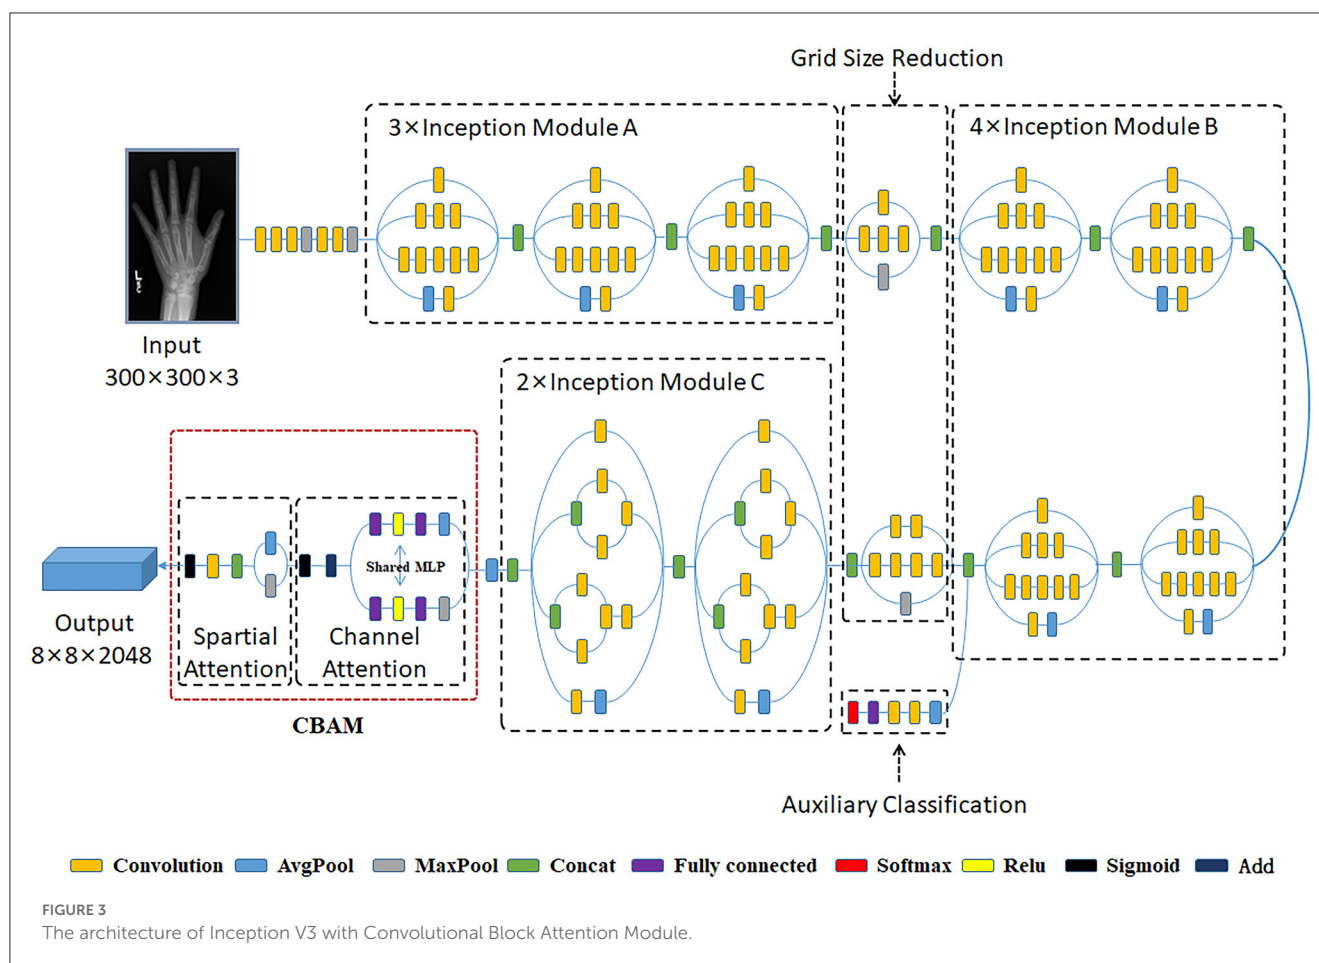 Grid Size Reduction
3×Inception Module A
4×Inception Module B
Input
300×300×3
2×Inception Module C
Shared MLP
Output
8×8×2048
Spartial
Attention
Channel
Attention
CBAM
Auxiliary Classification
Convolution AvgPool MaxPool Concat Fully connected Softmax Relu Sigmoid Add
FIGURE 3
The architecture of Inception V3 with Convolutional Block Attention Module.